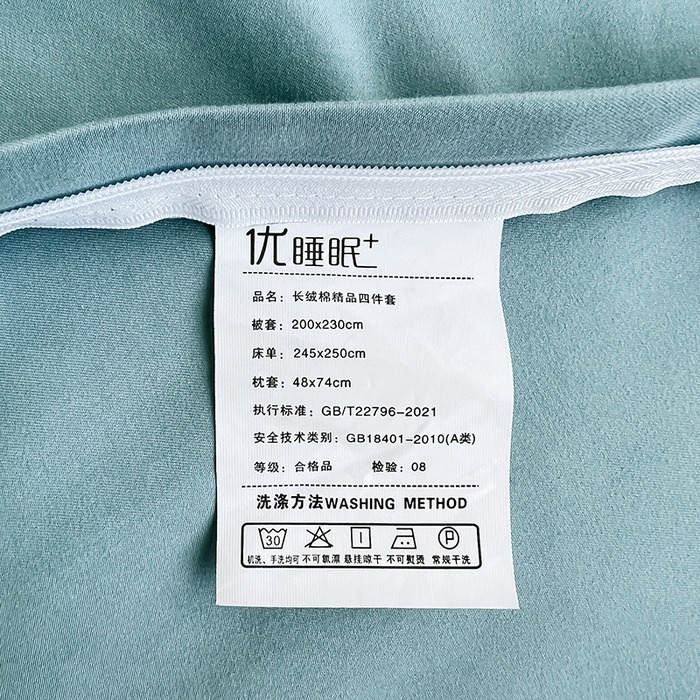 优睡眠+
品名：长绒棉精品四件套
被套：200x230cm
床单：245x250cm
枕套：48x74cm
执行标准：GB/T22796-2021
安全技术类别：GB18401-2010(A类)
等级：合格品 检验：08
洗涤方法WASHING METHOD
30 P
机洗、手洗均可 不可氯漂 悬挂晾干 不可熨烫 常规干洗